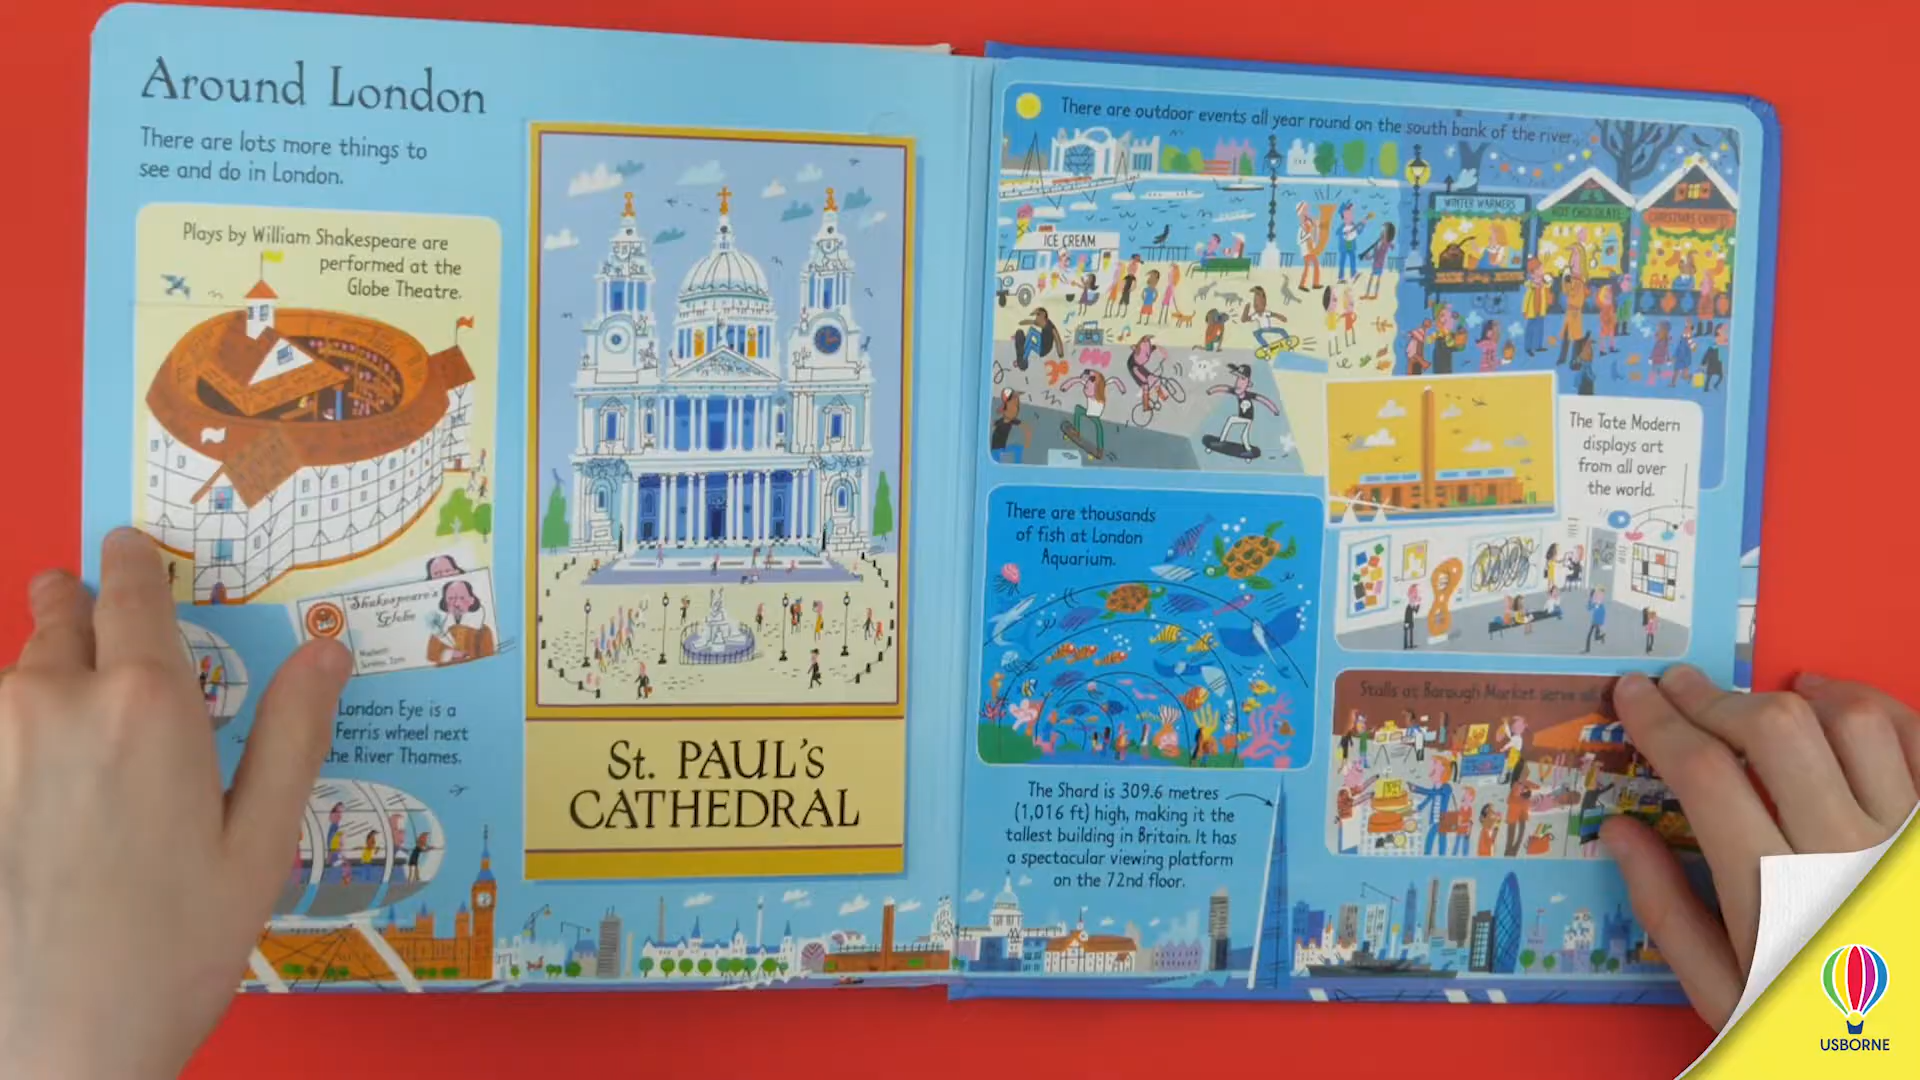 Around London
There are lots more things to
see and do in London.
Plays by William Shakespeare are
performed at the
Globe Theatre.
Shakespeare's
Globe
London Eye is a
Ferris wheel next
the River Thames.
St. PAUL'S
CATHEDRAL
There are outdoor events all year round on the south bank of the river.
ICE CREAM
WINTER WARMERS
HOT CHOCOLATE
CHRISTMAS CRAFTS
The Tate Modern
displays art
from all over
the world.
There are thousands
of fish at London
Aquarium.
Stalls at Borough Market serve
The Shard is 309.6 metres
(1,016 ft) high, making it the
tallest building in Britain. It has
a spectacular viewing platform
on the 72nd floor.
USBORNE